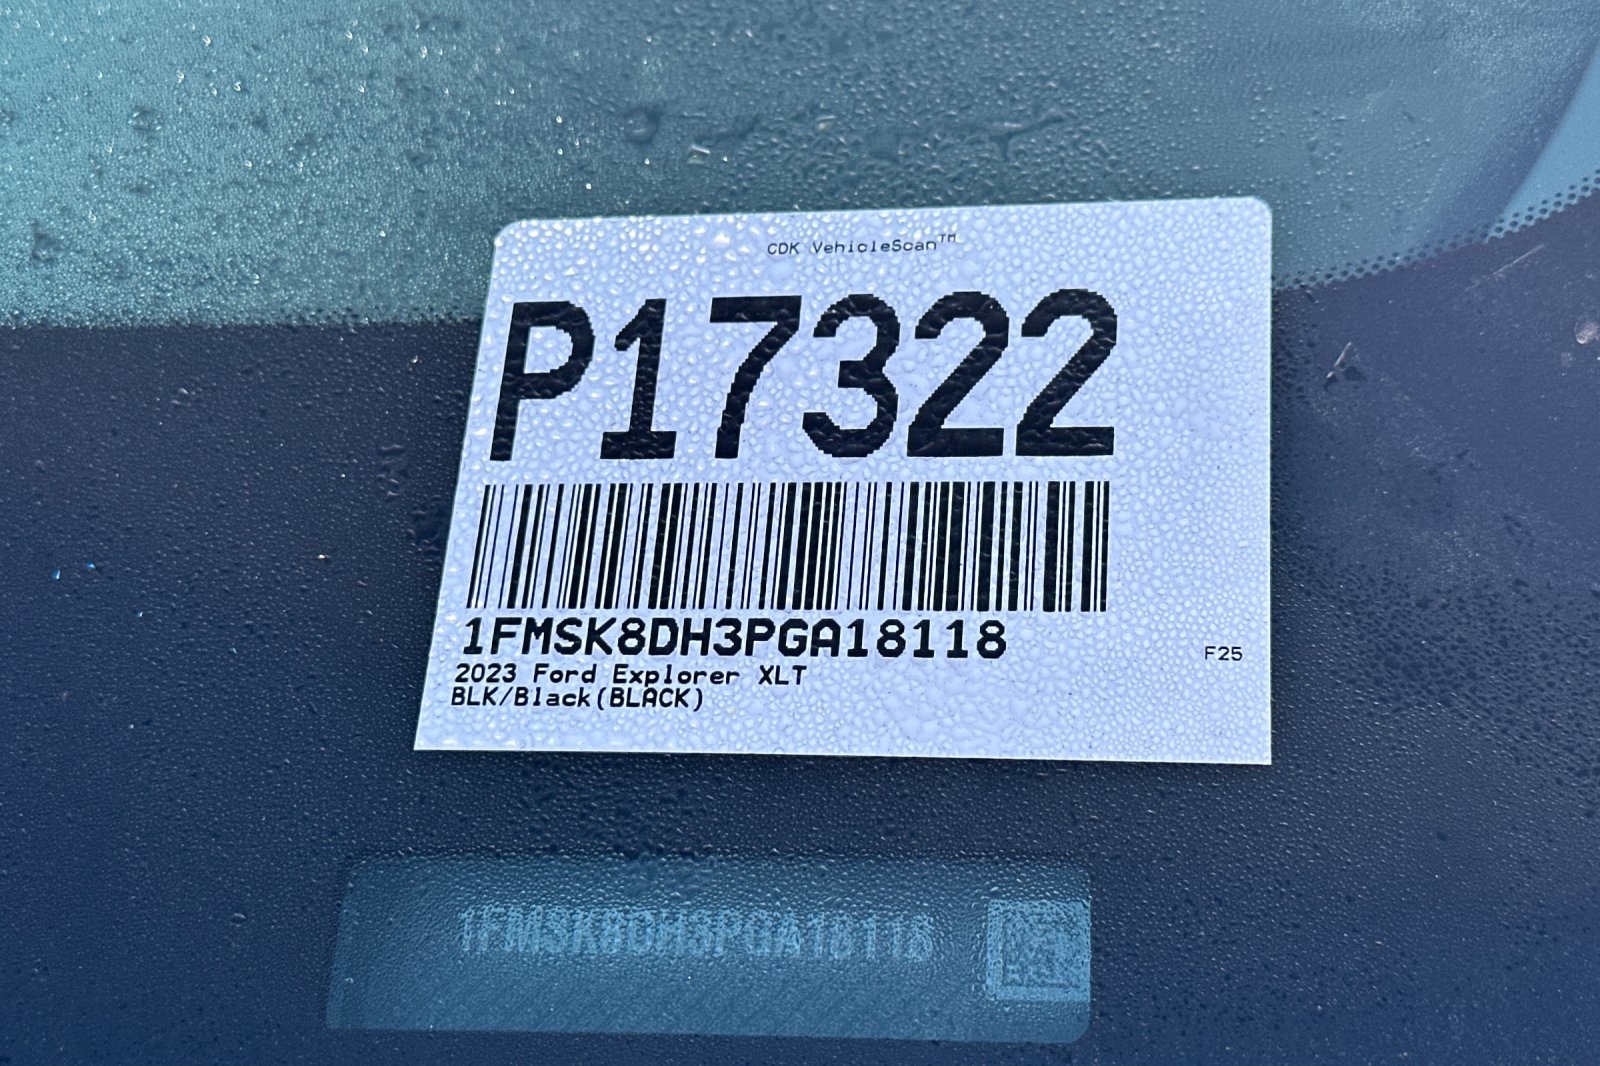 CDK VehicleScan™
P17322
1FMSK8DH3PGA18118
F25
2023 Ford Explorer XLT
BLK/Black(BLACK)
1FMSK8DH3PGA18118